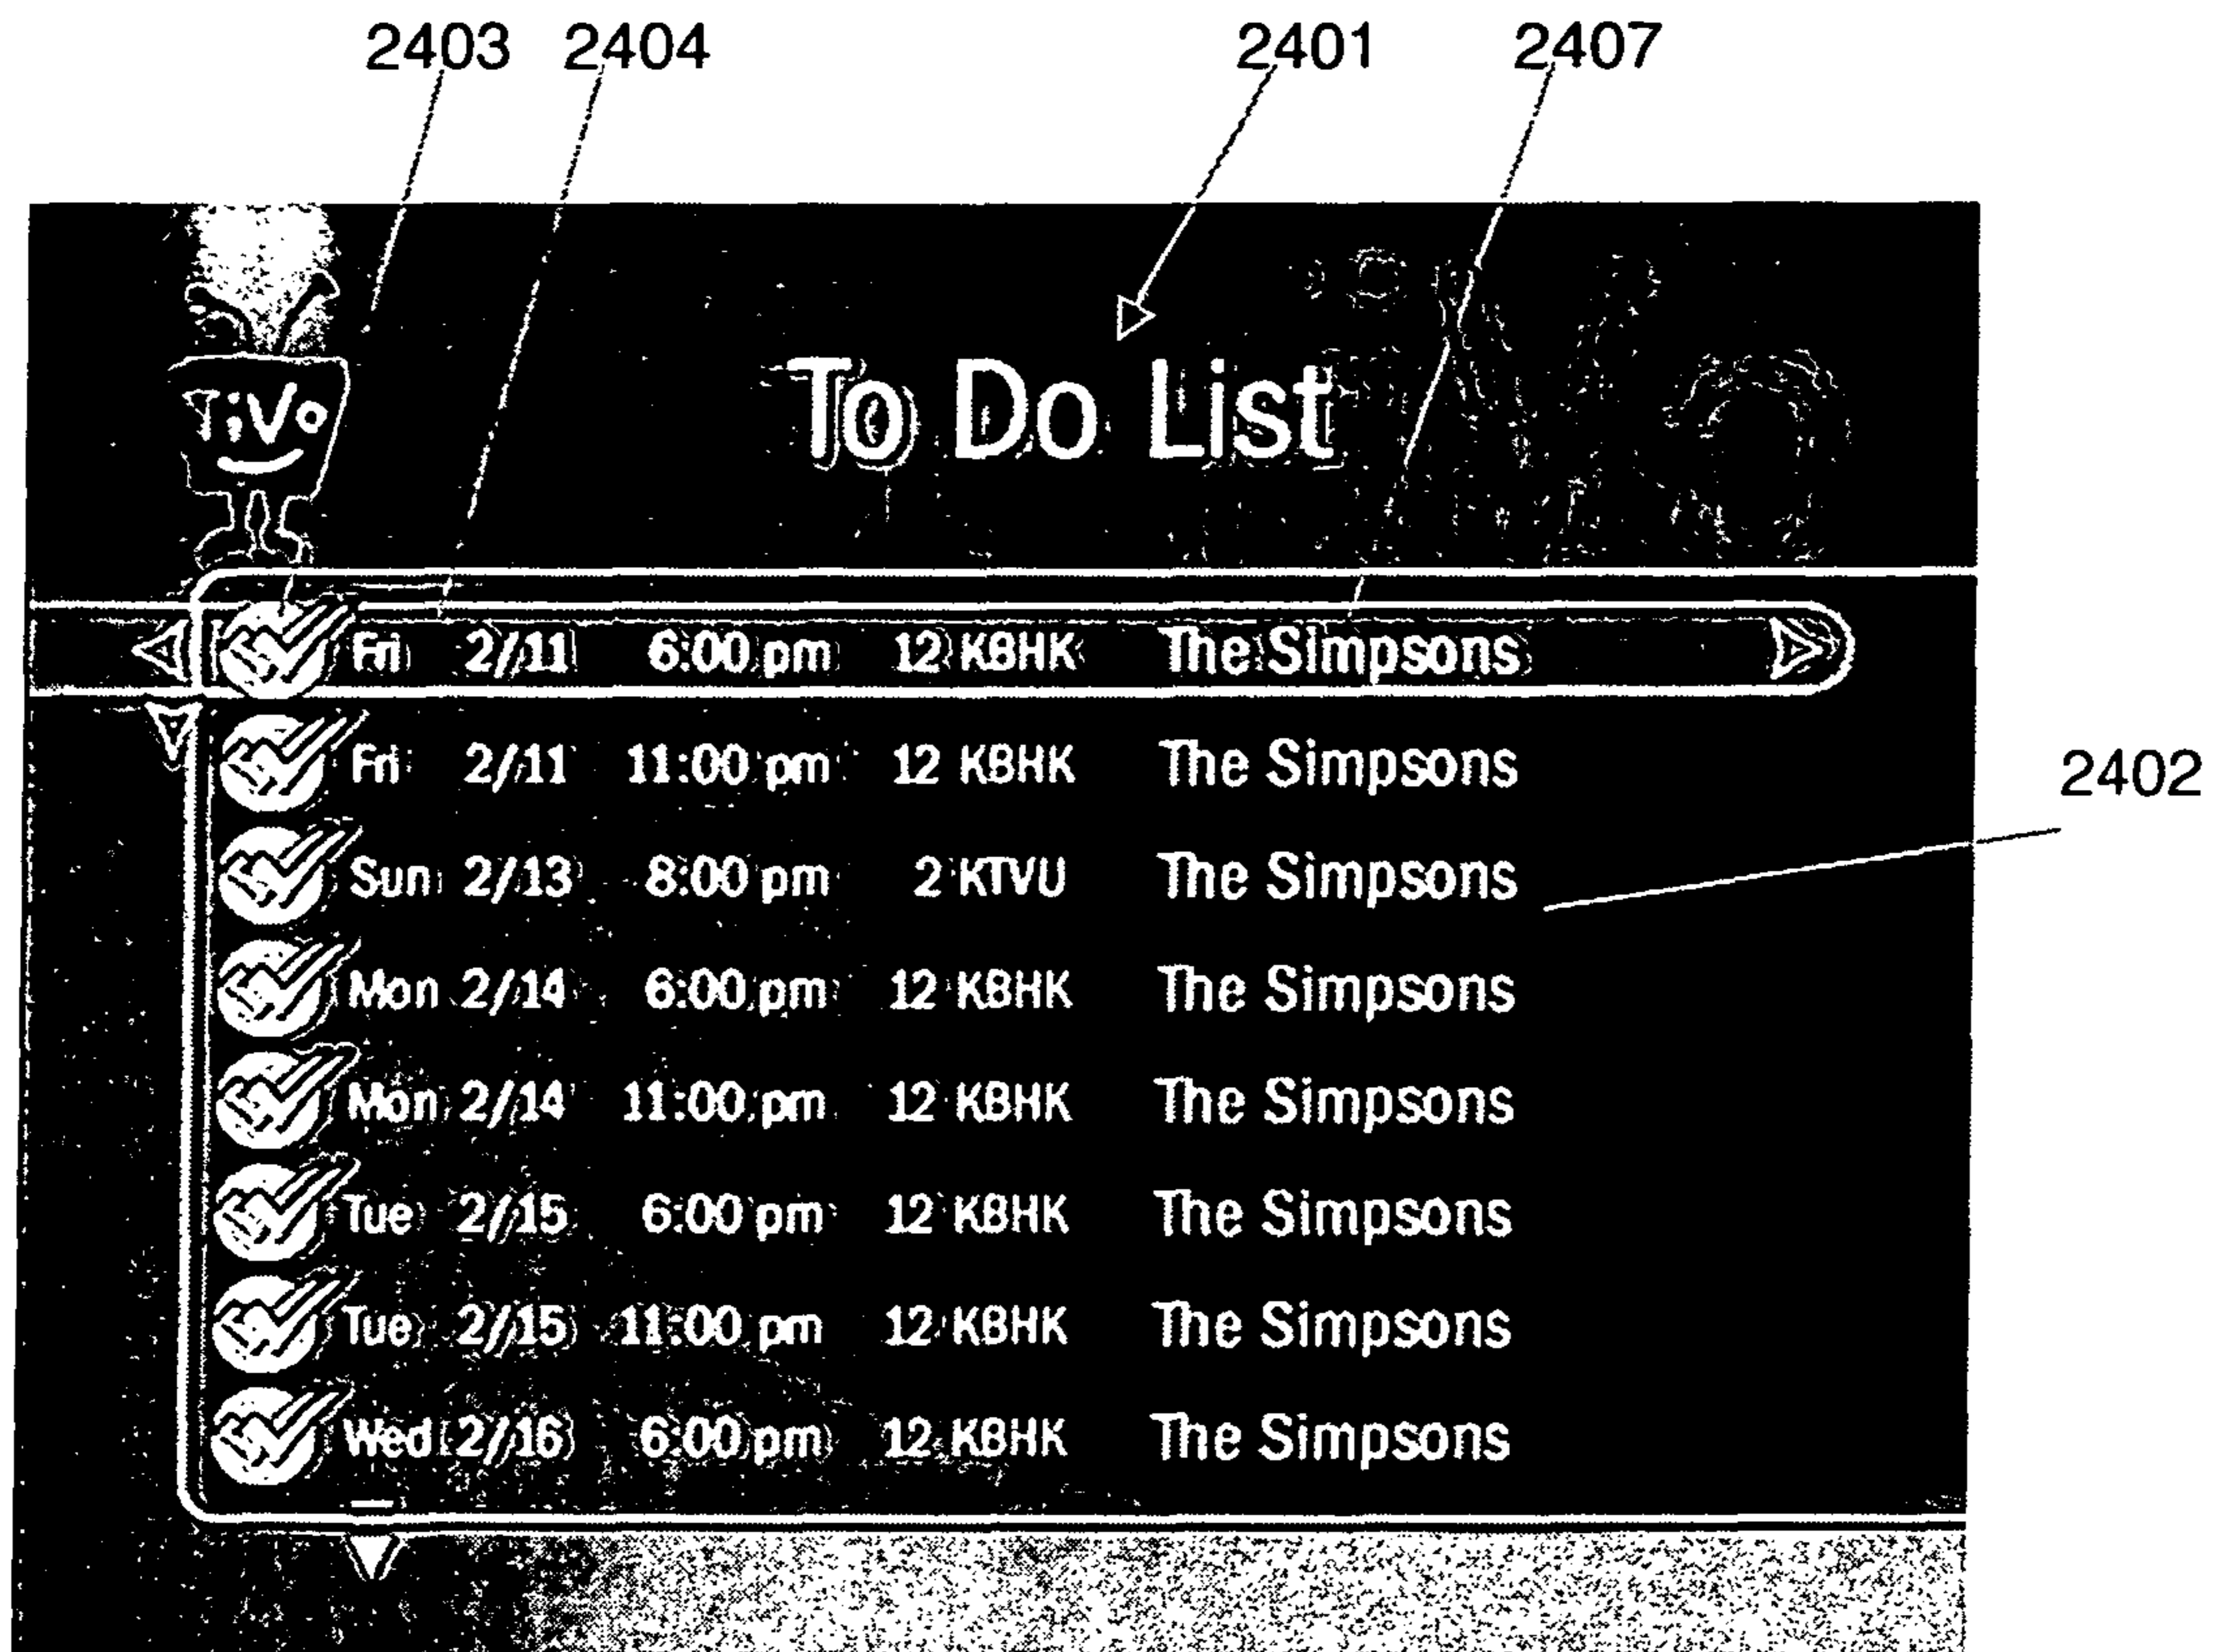 2403 2404 2401 2407
TiVo
To Do List
Fri 2/11 6:00 pm 12 KBHK The Simpsons
Fri 2/11 11:00 pm 12 KBHK The Simpsons
2402
Sun 2/13 8:00 pm 2 KTVU The Simpsons
Mon 2/14 6:00 pm 12 KBHK The Simpsons
Mon 2/14 11:00 pm 12 KBHK The Simpsons
Tue 2/15 6:00 pm 12 KBHK The Simpsons
Tue 2/15 11:00 pm 12 KBHK The Simpsons
Wed 2/16 6:00 pm 12 KBHK The Simpsons